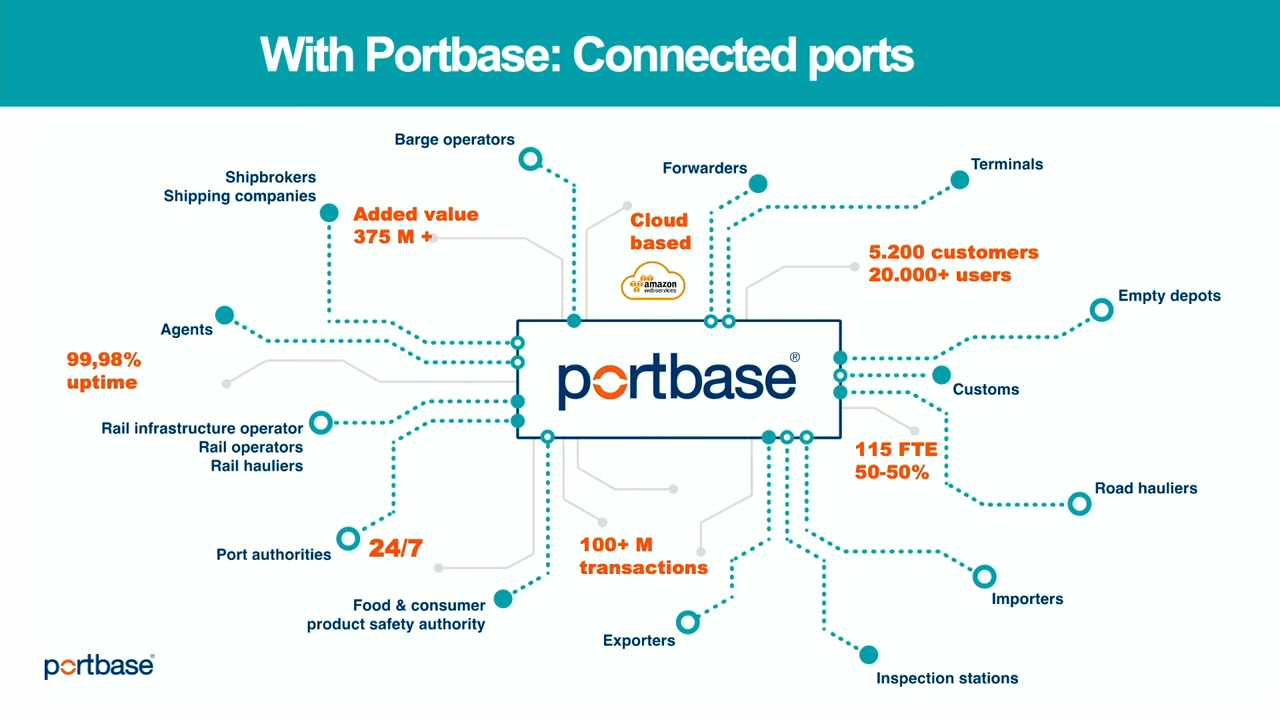 With Portbase: Connected ports
Barge operators
Forwarders
Terminals
Shipbrokers
Shipping companies
Added value
375 M +
Cloud
based
amazon
webservices
5.200 customers
20.000+ users
Empty depots
Agents
99,98%
uptime
portbase®
Customs
Rail infrastructure operator
Rail operators
Rail hauliers
115 FTE
50-50%
Road hauliers
Port authorities
24/7
100+ M
transactions
Food & consumer
product safety authority
Importers
Exporters
Inspection stations
portbase®